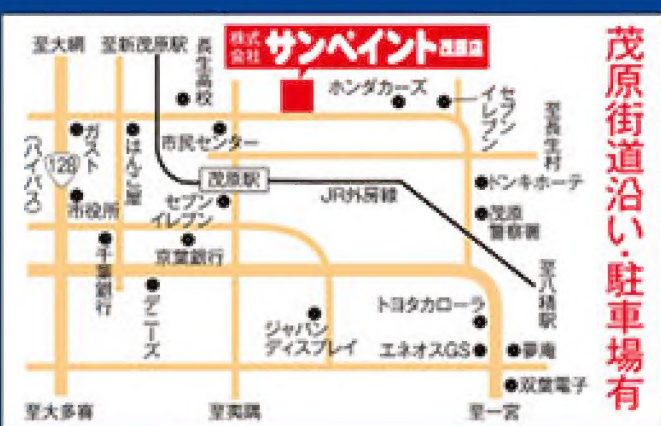 至大網
至新茂原駅
長生高校
株式会社 サンペイント 茂原店
茂原街道沿い・駐車場有
ホンダカーズ
セブンイレブン
至長生村
ガスト
はんこ屋
市民センター
128
(バイパス)
茂原駅
JR外房線
ドンキホーテ
市役所
セブン
イレブン
茂原
警察署
千葉銀行
京葉銀行
デニーズ
至八積駅
トヨタカローラ
ジャパン
ディスプレイ
エネオスGS
夢庵
双葉電子
至大多喜
至夷隅
至一宮